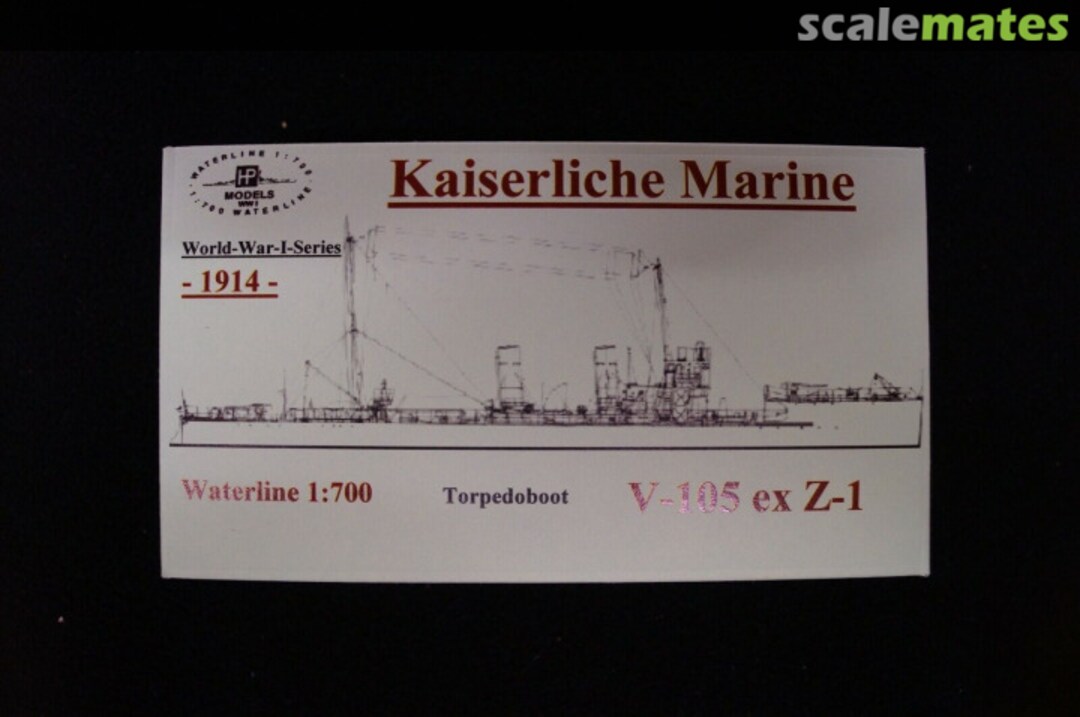 scalemates
WATERLINE 1:700
HP
MODELS
WWI
1:700 WATERLINE
Kaiserliche Marine
World-War-I-Series
- 1914 -
Waterline 1:700
Torpedoboot
V-105 ex Z-1